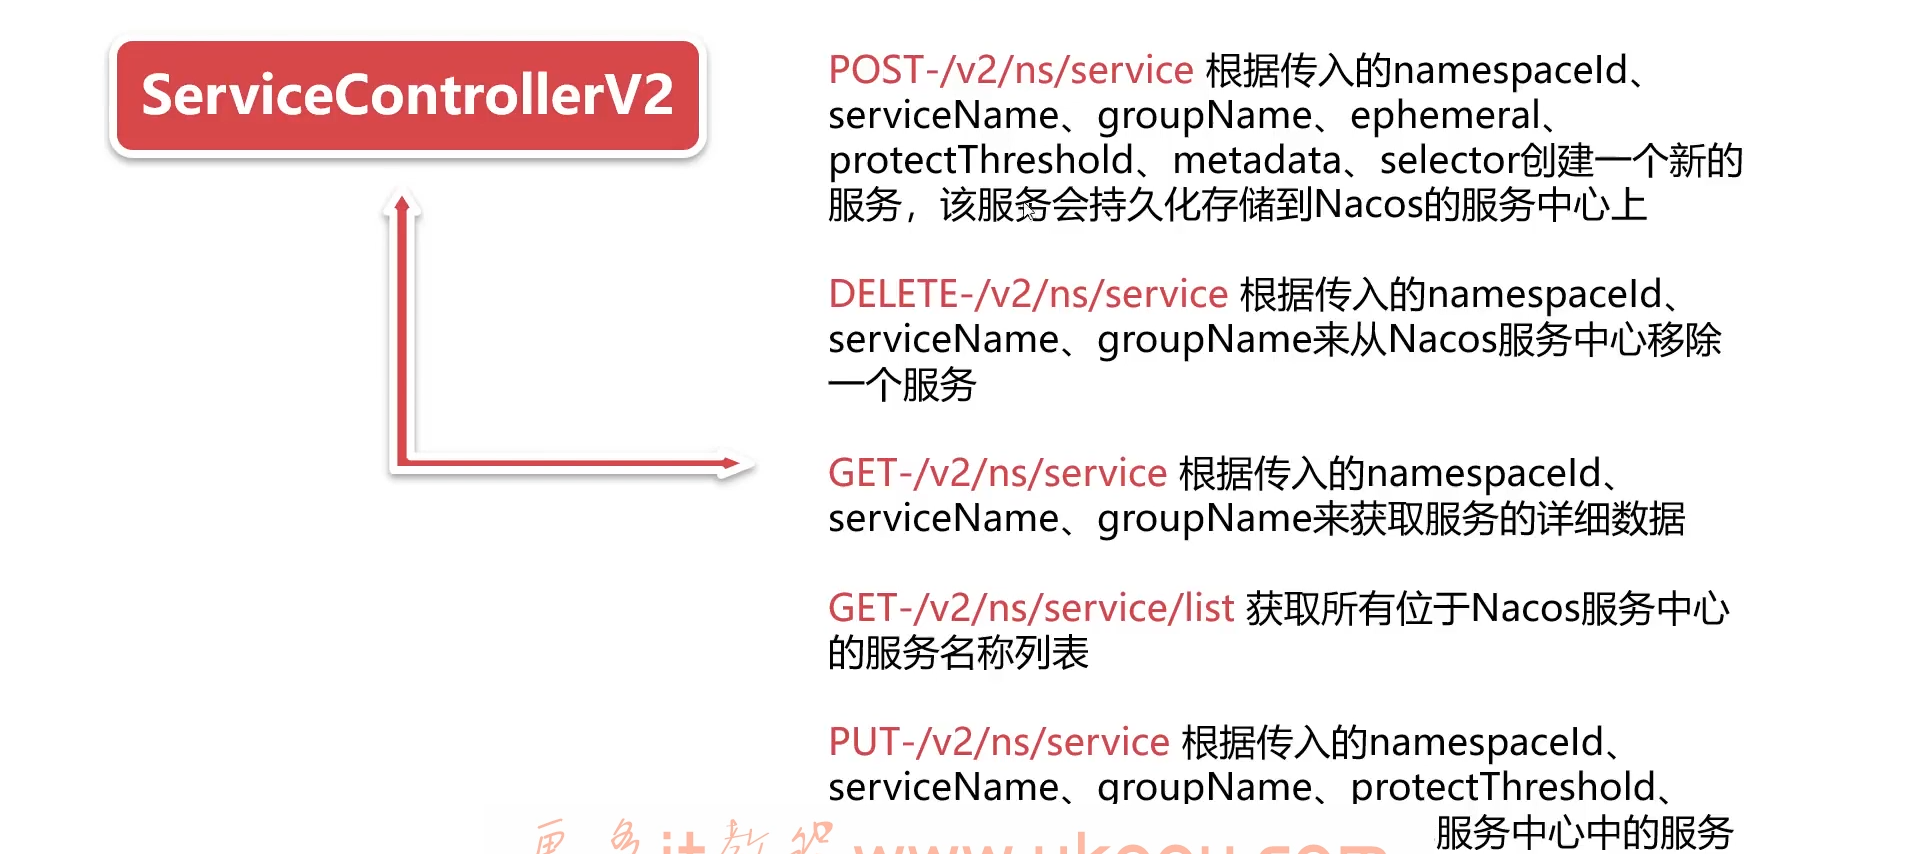 ServiceControllerV2
POST-/v2/ns/service 根据传入的namespaceId、
serviceName、groupName、ephemeral、
protectThreshold、metadata、selector创建一个新的
服务，该服务会持久化存储到Nacos的服务中心上
DELETE-/v2/ns/service 根据传入的namespaceId、
serviceName、groupName来从Nacos服务中心移除
一个服务
GET-/v2/ns/service 根据传入的namespaceId、
serviceName、groupName来获取服务的详细数据
GET-/v2/ns/service/list 获取所有位于Nacos服务中心
的服务名称列表
PUT-/v2/ns/service 根据传入的namespaceId、
serviceName、groupName、protectThreshold、
服务中心中的服务